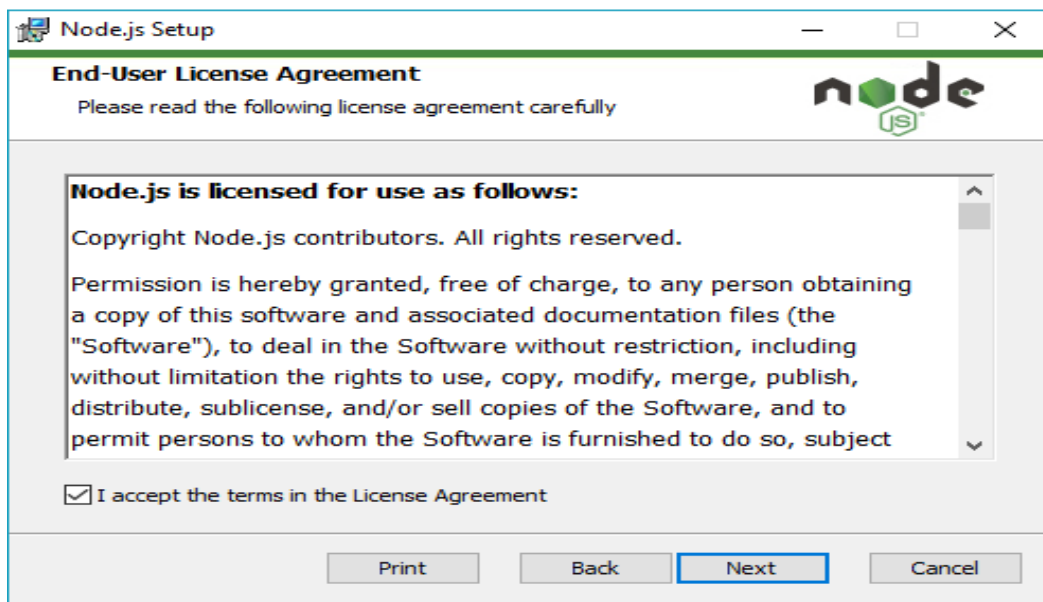 Node.js Setup
End-User License Agreement
Please read the following license agreement carefully
node
JS
Node.js is licensed for use as follows:
Copyright Node.js contributors. All rights reserved.
Permission is hereby granted, free of charge, to any person obtaining
a copy of this software and associated documentation files (the
"Software"), to deal in the Software without restriction, including
without limitation the rights to use, copy, modify, merge, publish,
distribute, sublicense, and/or sell copies of the Software, and to
permit persons to whom the Software is furnished to do so, subject
I accept the terms in the License Agreement
Print Back Next Cancel